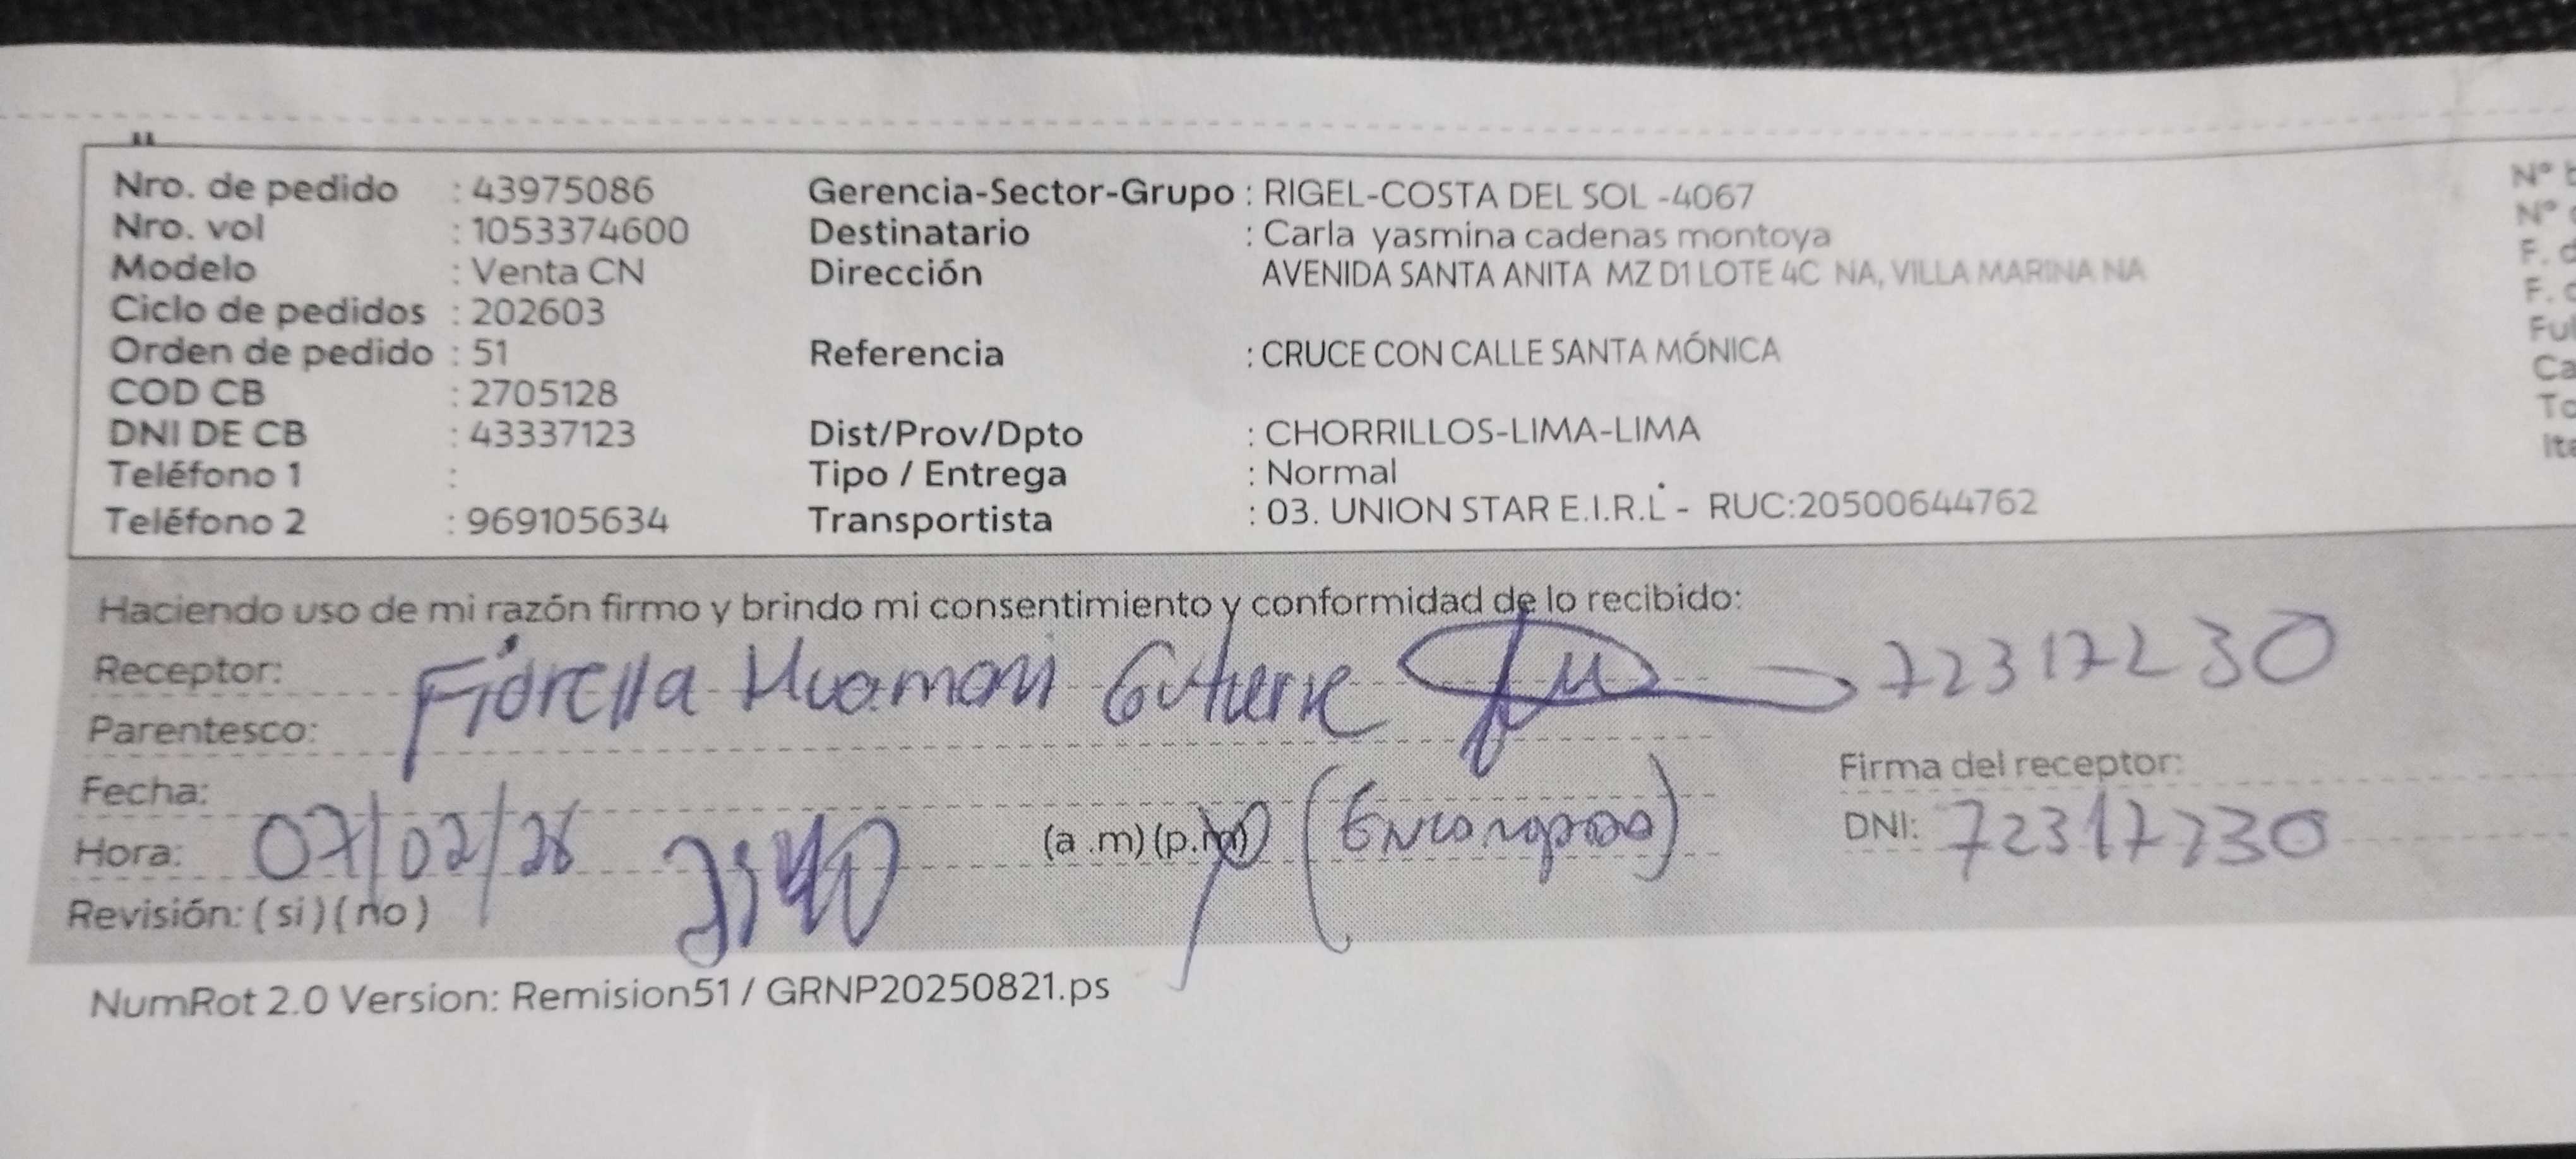 Nro. de pedido : 43975086 Gerencia-Sector-Grupo : RIGEL-COSTA DEL SOL -4067
Nro. vol : 1053374600 Destinatario : Carla yasmina cadenas montoya
Modelo : Venta CN Dirección AVENIDA SANTA ANITA MZ D1 LOTE 4C NA, VILLA MARINA NA
Ciclo de pedidos : 202603
Orden de pedido : 51 Referencia : CRUCE CON CALLE SANTA MÓNICA
COD CB : 2705128
DNI DE CB : 43337123 Dist/Prov/Dpto : CHORRILLOS-LIMA-LIMA
Teléfono 1 : Tipo / Entrega : Normal
Teléfono 2 : 969105634 Transportista : 03. UNION STAR E.I.R.L - RUC:20500644762
Nº
Nº
F.
F.
Haciendo uso de mi razón firmo y brindo mi consentimiento y conformidad de lo recibido:
Receptor: Fiorella Huamani Gutierre 72317230
Parentesco:
Fecha: Firma del receptor:
Hora: 07/02/26 (a .m) (p.m) DNI: 72317230
Revisión: ( si ) ( no )
NumRot 2.0 Version: Remision51 / GRNP20250821.ps